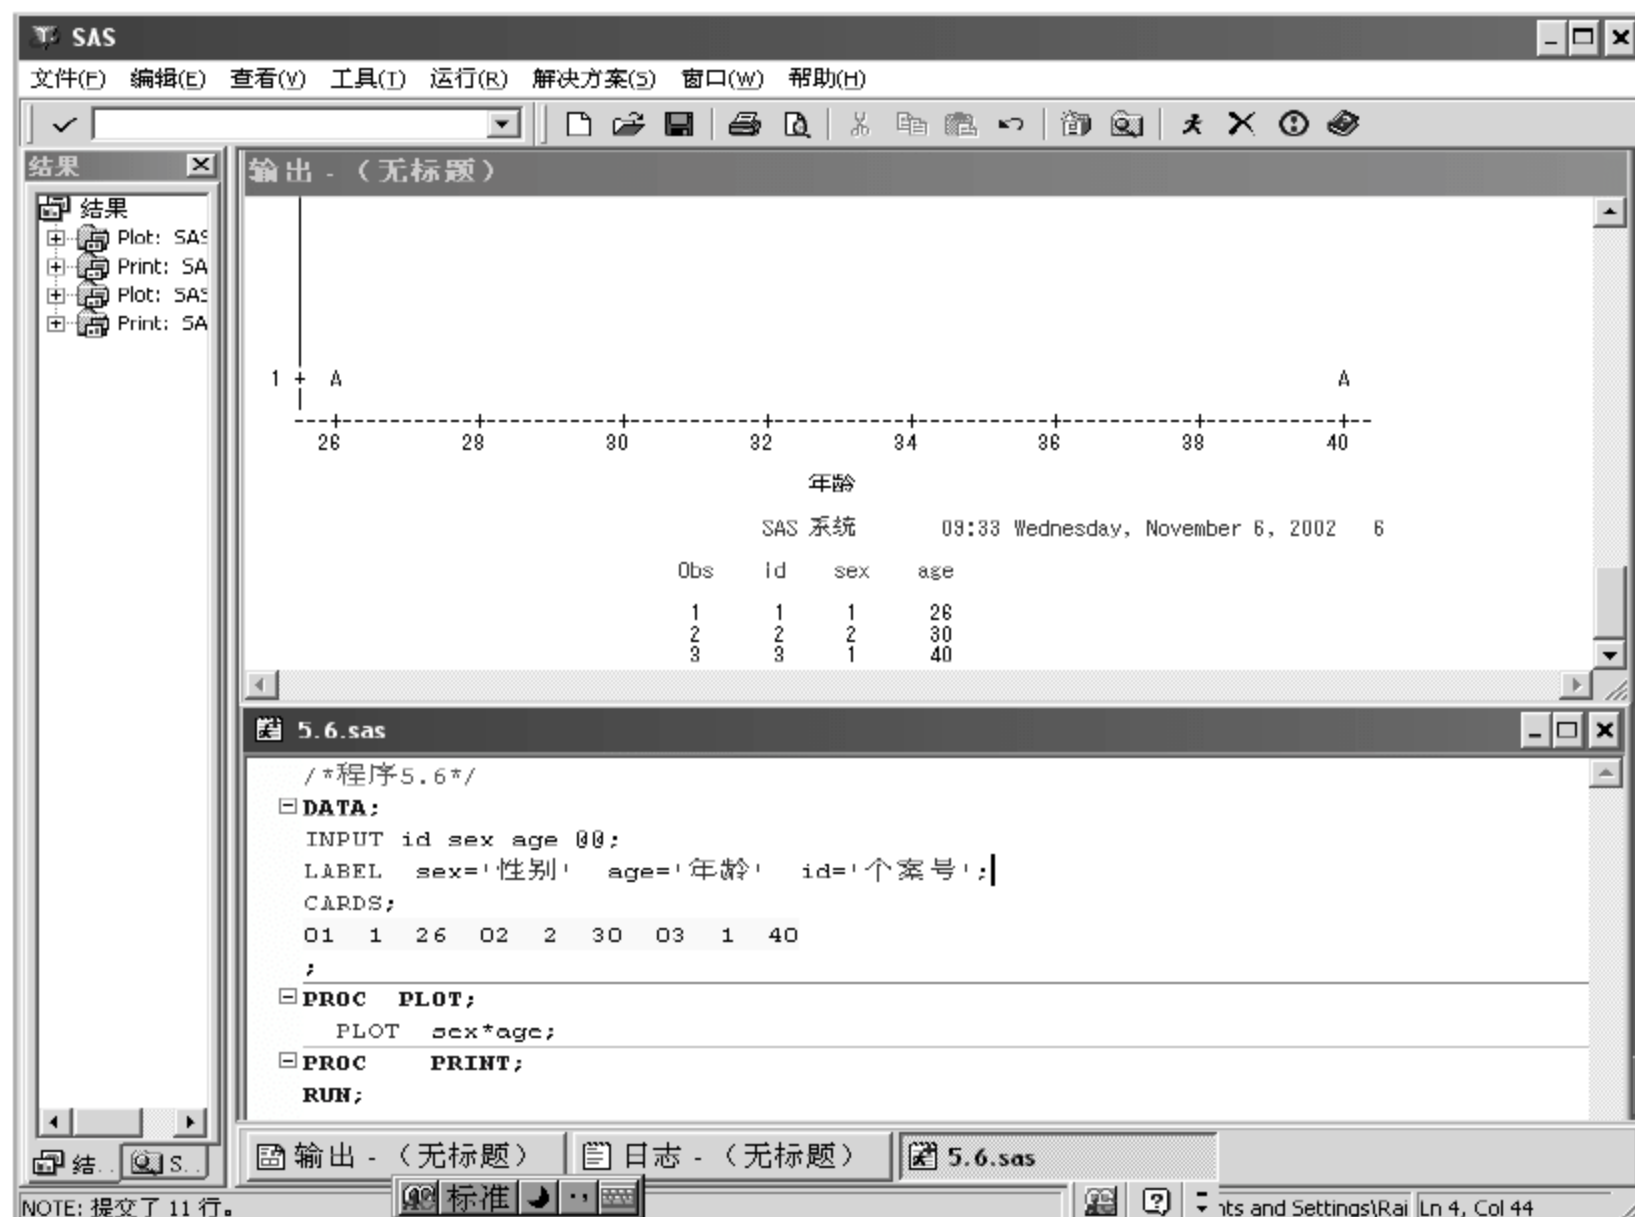 SAS
文件(F) 编辑(E) 查看(V) 工具(T) 运行(R) 解决方案(S) 窗口(W) 帮助(H)
结果
输出 - （无标题）
结果
Plot: SAS
Print: SA
Plot: SAS
Print: SA
1 A A
26 28 30 32 34 36 38 40
年龄
SAS 系统 09:33 Wednesday, November 6, 2002 6
Obs id sex age
1 1 1 26
2 2 2 30
3 3 1 40
5.6.sas
/*程序5.6*/
DATA;
INPUT id sex age @@;
LABEL sex='性别' age='年龄' id='个案号';
CARDS;
01 1 26 02 2 30 03 1 40
;
PROC PLOT;
PLOT sex*age;
PROC PRINT;
RUN;
结.. S... 输出 - （无标题） 日志 - （无标题） 5.6.sas
标准
NOTE: 提交了 11 行。 nts and Settings\Rai Ln 4, Col 44